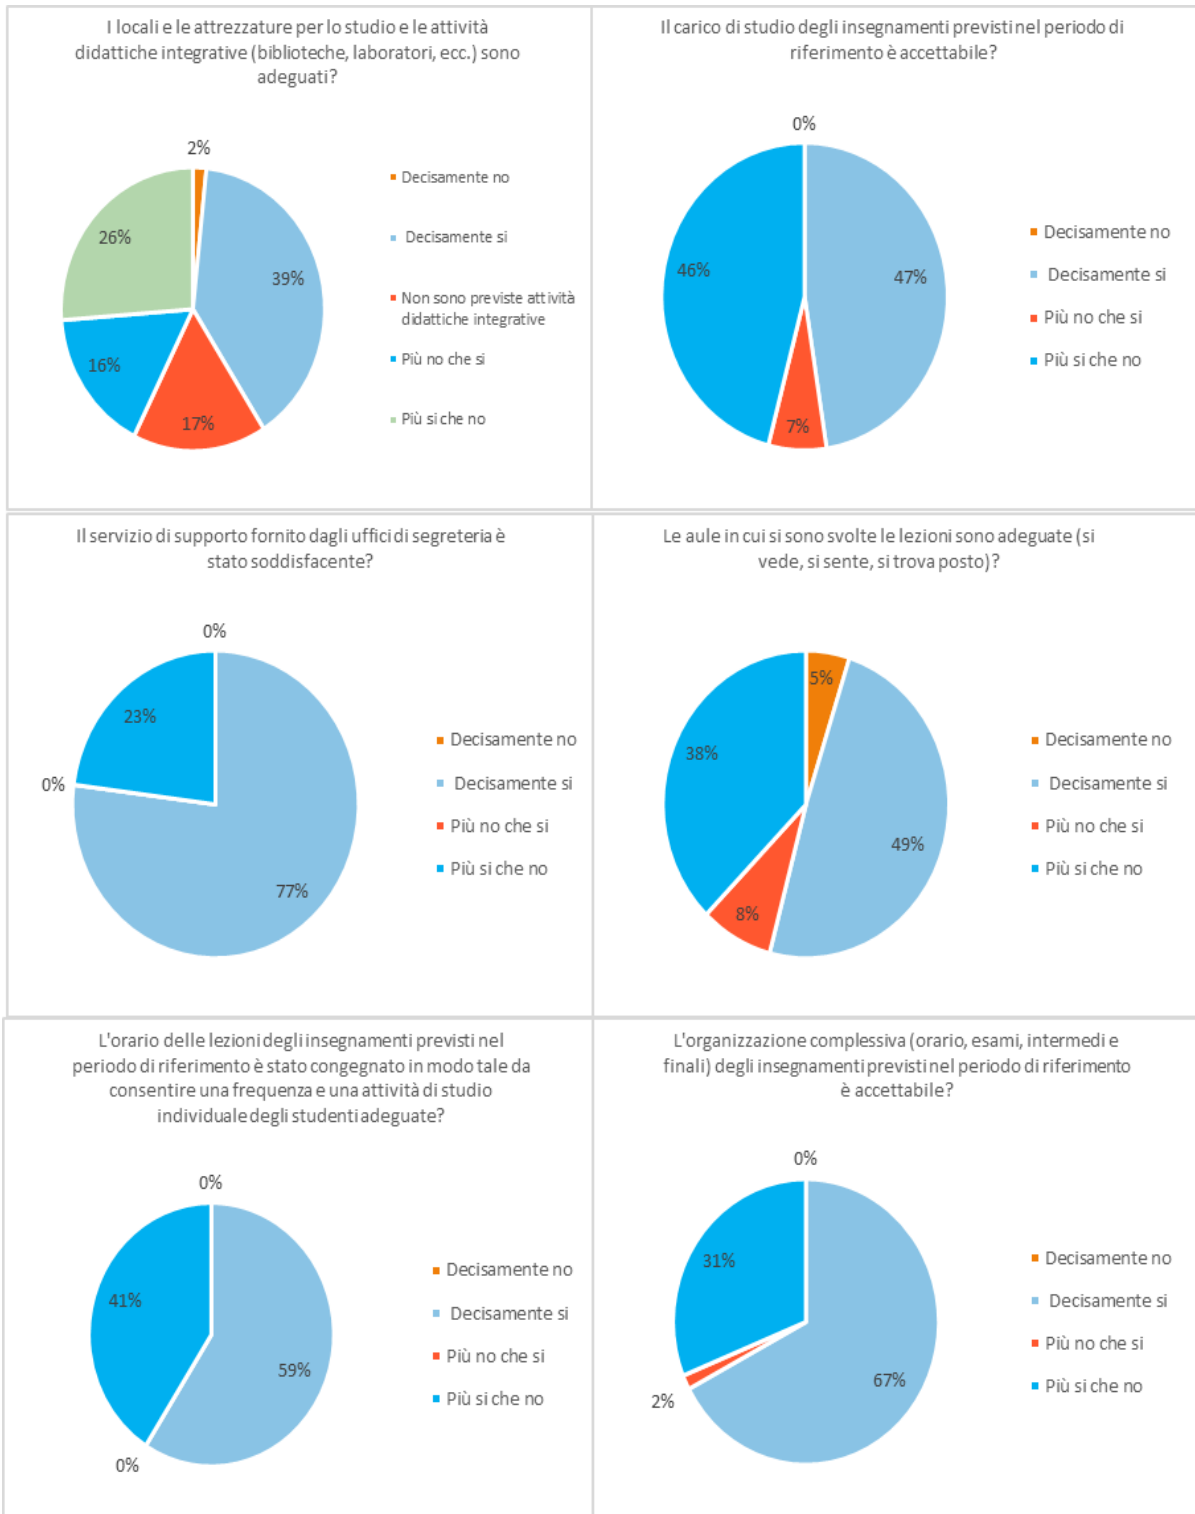 I locali e le attrezzature per lo studio e le attività
didattiche integrative (biblioteche, laboratori, ecc.) sono
adeguati?
2%
26%
39%
16%
17%
Decisamente no
Decisamente si
Non sono previste attività
didattiche integrative
Più no che si
Più si che no
Il carico di studio degli insegnamenti previsti nel periodo di
riferimento è accettabile?
0%
46%
47%
7%
Decisamente no
Decisamente si
Più no che si
Più si che no
Il servizio di supporto fornito dagli uffici di segreteria è
stato soddisfacente?
0%
23%
0%
77%
Decisamente no
Decisamente si
Più no che si
Più si che no
Le aule in cui si sono svolte le lezioni sono adeguate (si
vede, si sente, si trova posto)?
5%
38%
49%
8%
Decisamente no
Decisamente si
Più no che si
Più si che no
L'orario delle lezioni degli insegnamenti previsti nel
periodo di riferimento è stato congegnato in modo tale da
consentire una frequenza e una attività di studio
individuale degli studenti adeguate?
0%
41%
59%
0%
Decisamente no
Decisamente si
Più no che si
Più si che no
L'organizzazione complessiva (orario, esami, intermedi e
finali) degli insegnamenti previsti nel periodo di riferimento
è accettabile?
0%
31%
67%
2%
Decisamente no
Decisamente si
Più no che si
Più si che no